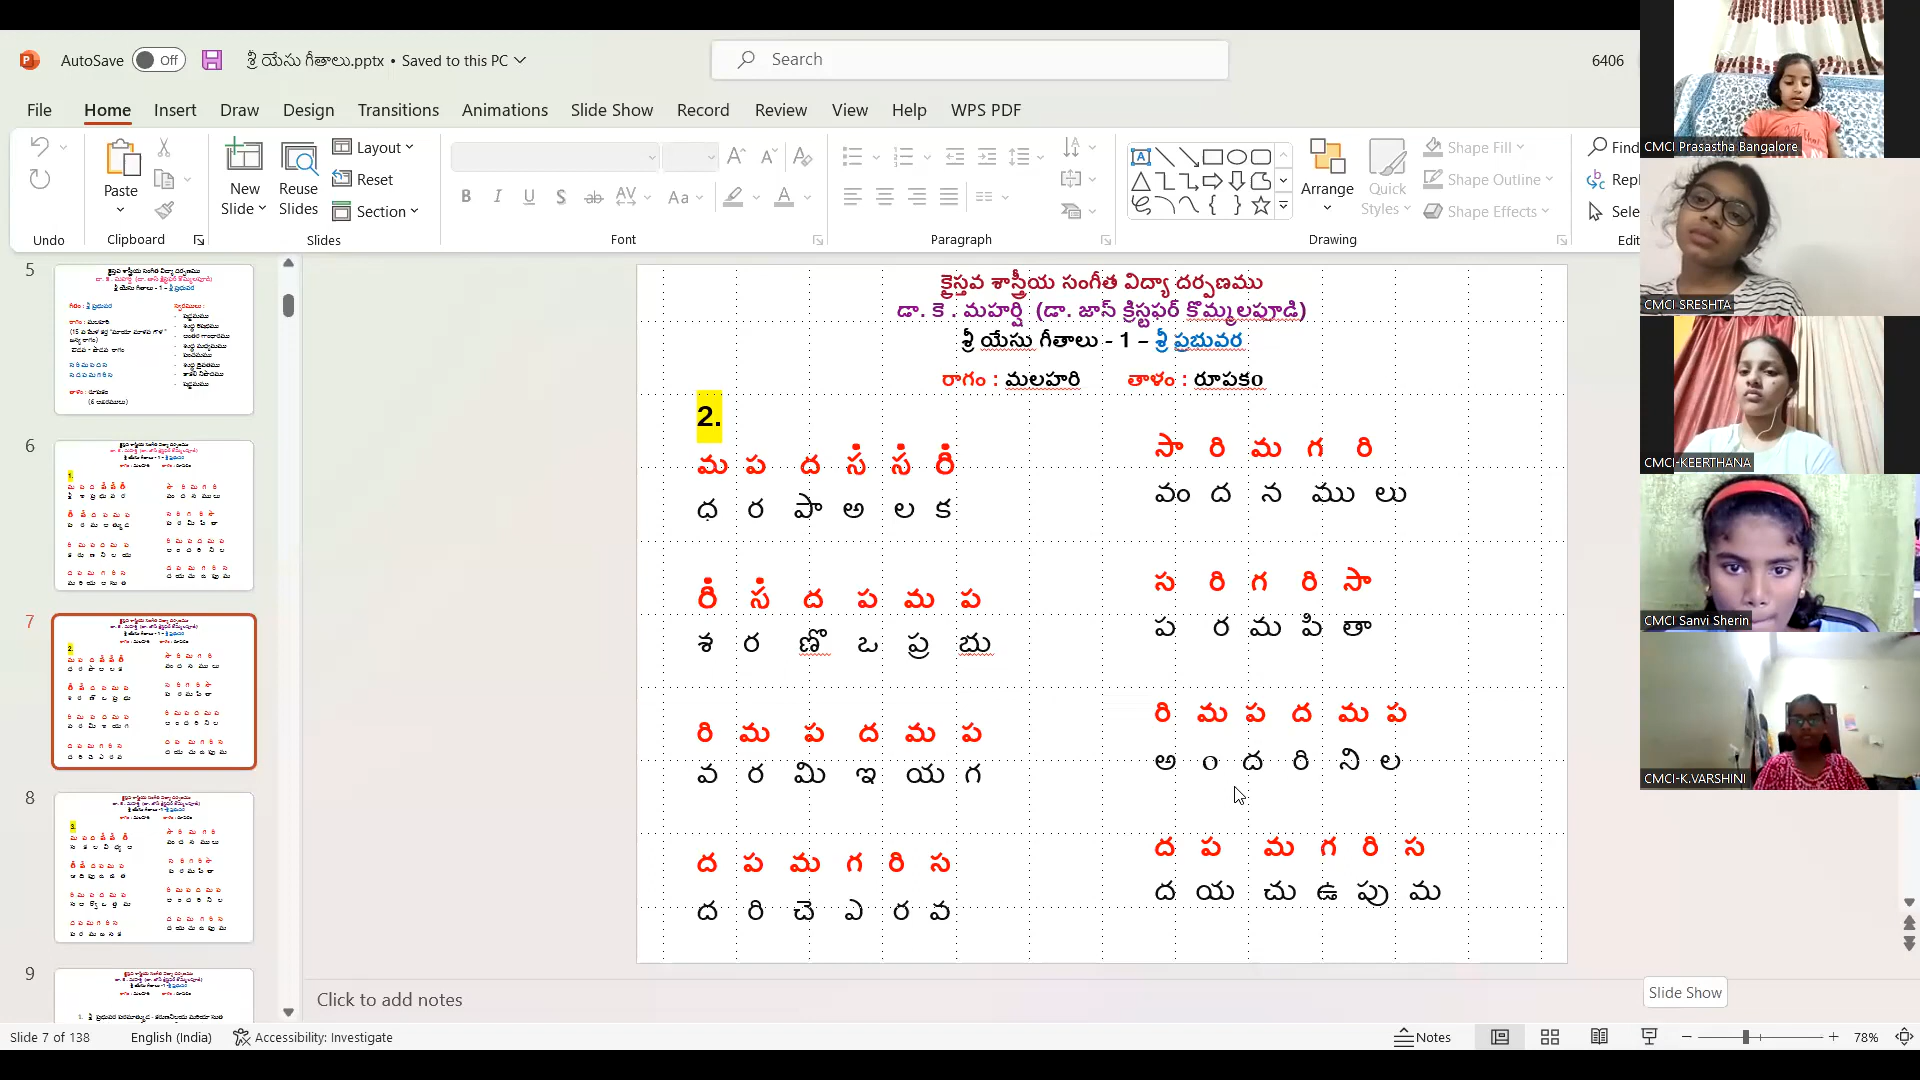 AutoSave Off శ్రీ యేసు గీతాలు.pptx • Saved to this PC Search 6406
File Home Insert Draw Design Transitions Animations Slide Show Record Review View Help WPS PDF
Undo
Paste
Clipboard
New Slide
Reuse Slides
Layout
Reset
Section
Slides
Font
Paragraph
Arrange
Quick Styles
Shape Fill
Shape Outline
Shape Effects
Drawing
Find
Repl
Sele
Edit
5
6
7
8
9
క్రైస్తవ శాస్త్రీయ సంగీత విద్యా దర్పణము
డా. కె . మహర్షి (డా. జాస్ క్రిస్టఫర్ కొమ్మలపూడి)
శ్రీ యేసు గీతాలు - 1 – శ్రీ ప్రభువర
రాగం : మలహరి తాళం : రూపకం
2.
మ ప ద స̇ స̇ రి̇
ధ ర పా అ ల క
రి̇ స̇ ద ప మ ప
శ ర ణొ ఒ ప్ర భు
రి మ ప ద మ ప
వ ర మి ఇ య గ
ద ప మ గ రి స
ద రి చె ఎ ర వ
సా రి మ గ రి
వం ద న ము లు
స రి గ రి సా
ప ర మ పి తా
రి మ ప ద మ ప
అ ం ద రి ని ల
ద ప మ గ రి స
ద య చు ఉ పు మ
Click to add notes
Slide Show
Slide 7 of 138 English (India) Accessibility: Investigate Notes 78%
CMCI Prasastha Bangalore
CMCI SRESHTA
CMCI-KEERTHANA
CMCI Sanvi Sherin
CMCI-K.VARSHINI